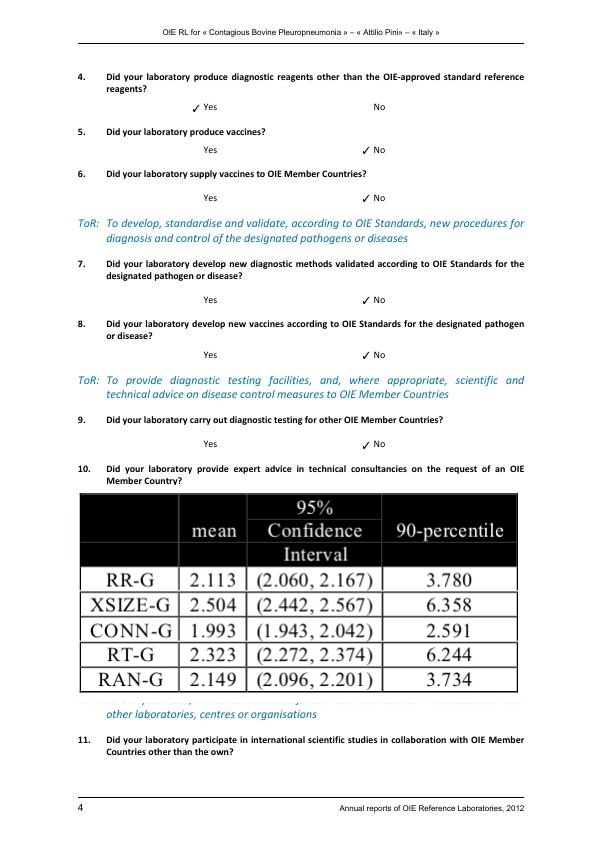 OIE RL for « Contagious Bovine Pleuropneumonia » – « Attilio Pini» – « Italy »
4. Did your laboratory produce diagnostic reagents other than the OIE-approved standard reference
reagents?
✓ Yes No
5. Did your laboratory produce vaccines?
Yes ✓ No
6. Did your laboratory supply vaccines to OIE Member Countries?
Yes ✓ No
ToR: To develop, standardise and validate, according to OIE Standards, new procedures for
diagnosis and control of the designated pathogens or diseases
7. Did your laboratory develop new diagnostic methods validated according to OIE Standards for the
designated pathogen or disease?
Yes ✓ No
8. Did your laboratory develop new vaccines according to OIE Standards for the designated pathogen
or disease?
Yes ✓ No
ToR: To provide diagnostic testing facilities, and, where appropriate, scientific and
technical advice on disease control measures to OIE Member Countries
9. Did your laboratory carry out diagnostic testing for other OIE Member Countries?
Yes ✓ No
10. Did your laboratory provide expert advice in technical consultancies on the request of an OIE
Member Country?
95%
mean Confidence 90-percentile
Interval
RR-G 2.113 (2.060, 2.167) 3.780
XSIZE-G 2.504 (2.442, 2.567) 6.358
CONN-G 1.993 (1.943, 2.042) 2.591
RT-G 2.323 (2.272, 2.374) 6.244
RAN-G 2.149 (2.096, 2.201) 3.734
other laboratories, centres or organisations
11. Did your laboratory participate in international scientific studies in collaboration with OIE Member
Countries other than the own?
4 Annual reports of OIE Reference Laboratories, 2012